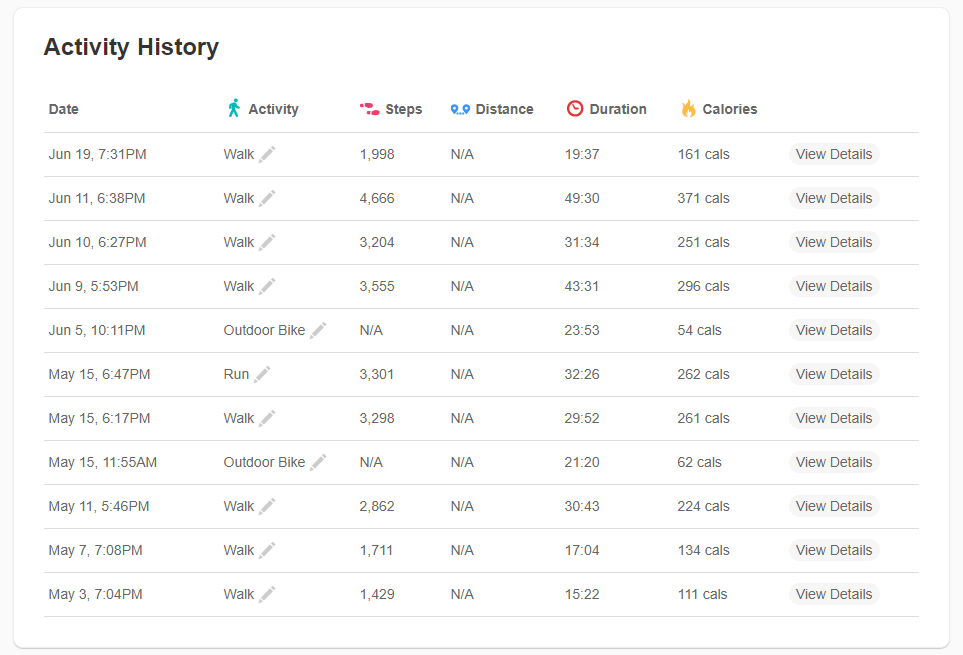 Activity History
Date Activity Steps Distance Duration Calories
Jun 19, 7:31PM Walk 1,998 N/A 19:37 161 cals View Details
Jun 11, 6:38PM Walk 4,666 N/A 49:30 371 cals View Details
Jun 10, 6:27PM Walk 3,204 N/A 31:34 251 cals View Details
Jun 9, 5:53PM Walk 3,555 N/A 43:31 296 cals View Details
Jun 5, 10:11PM Outdoor Bike N/A N/A 23:53 54 cals View Details
May 15, 6:47PM Run 3,301 N/A 32:26 262 cals View Details
May 15, 6:17PM Walk 3,298 N/A 29:52 261 cals View Details
May 15, 11:55AM Outdoor Bike N/A N/A 21:20 62 cals View Details
May 11, 5:46PM Walk 2,862 N/A 30:43 224 cals View Details
May 7, 7:08PM Walk 1,711 N/A 17:04 134 cals View Details
May 3, 7:04PM Walk 1,429 N/A 15:22 111 cals View Details